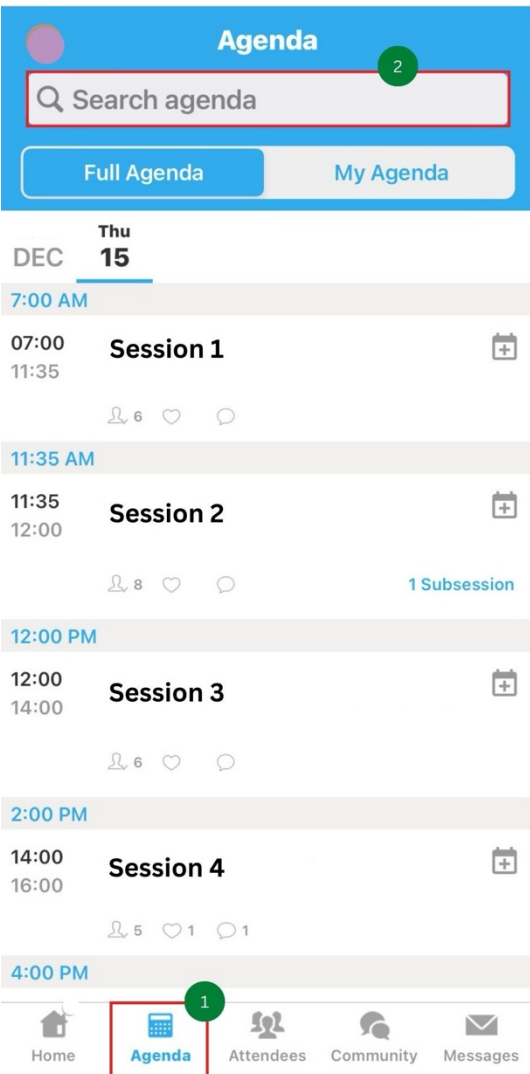 Agenda
2
Search agenda
Full Agenda My Agenda
DEC Thu 15
7:00 AM
07:00 Session 1
11:35
6
11:35 AM
11:35 Session 2
12:00
8 1 Subsession
12:00 PM
12:00 Session 3
14:00
6
2:00 PM
14:00 Session 4
16:00
5 1 1
4:00 PM
1
Home Agenda Attendees Community Messages